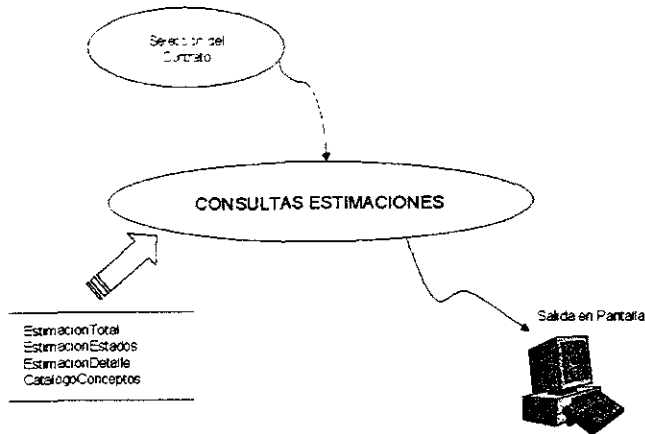 Selección del
Contrato
CONSULTAS ESTIMACIONES
Salida en Pantalla
EstimacionTotal
EstimacionEstados
EstimacionDetalle
CatalogoConceptos